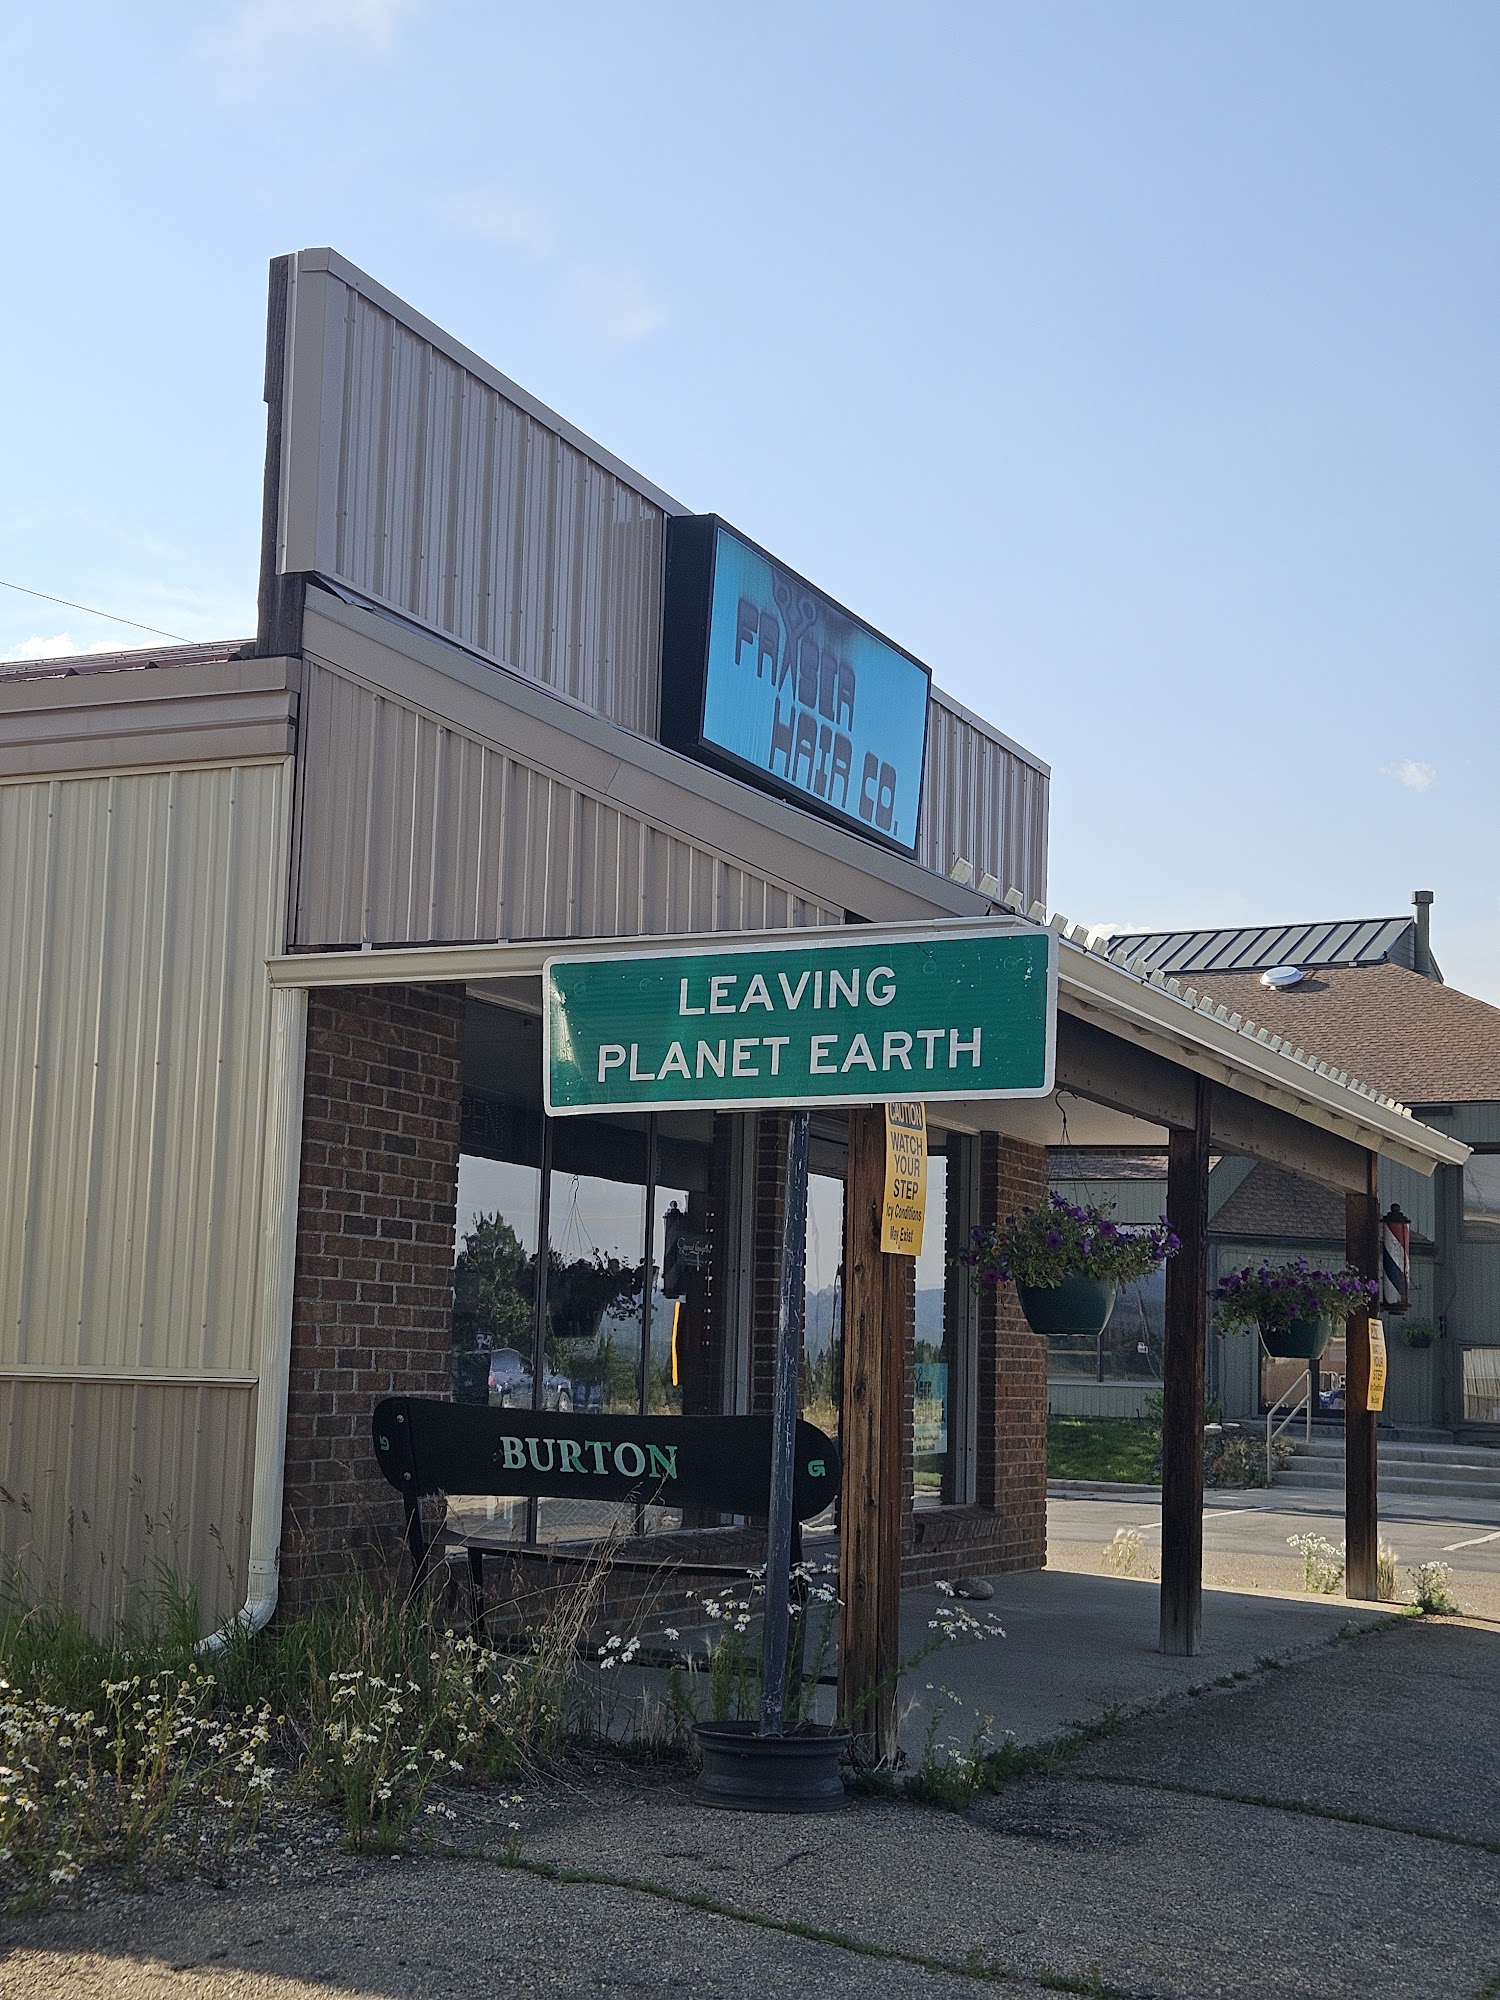 FRASER
HAIR CO.
LEAVING
PLANET EARTH
CAUTION
WATCH
YOUR
STEP
Icy Conditions
May Exist
BURTON